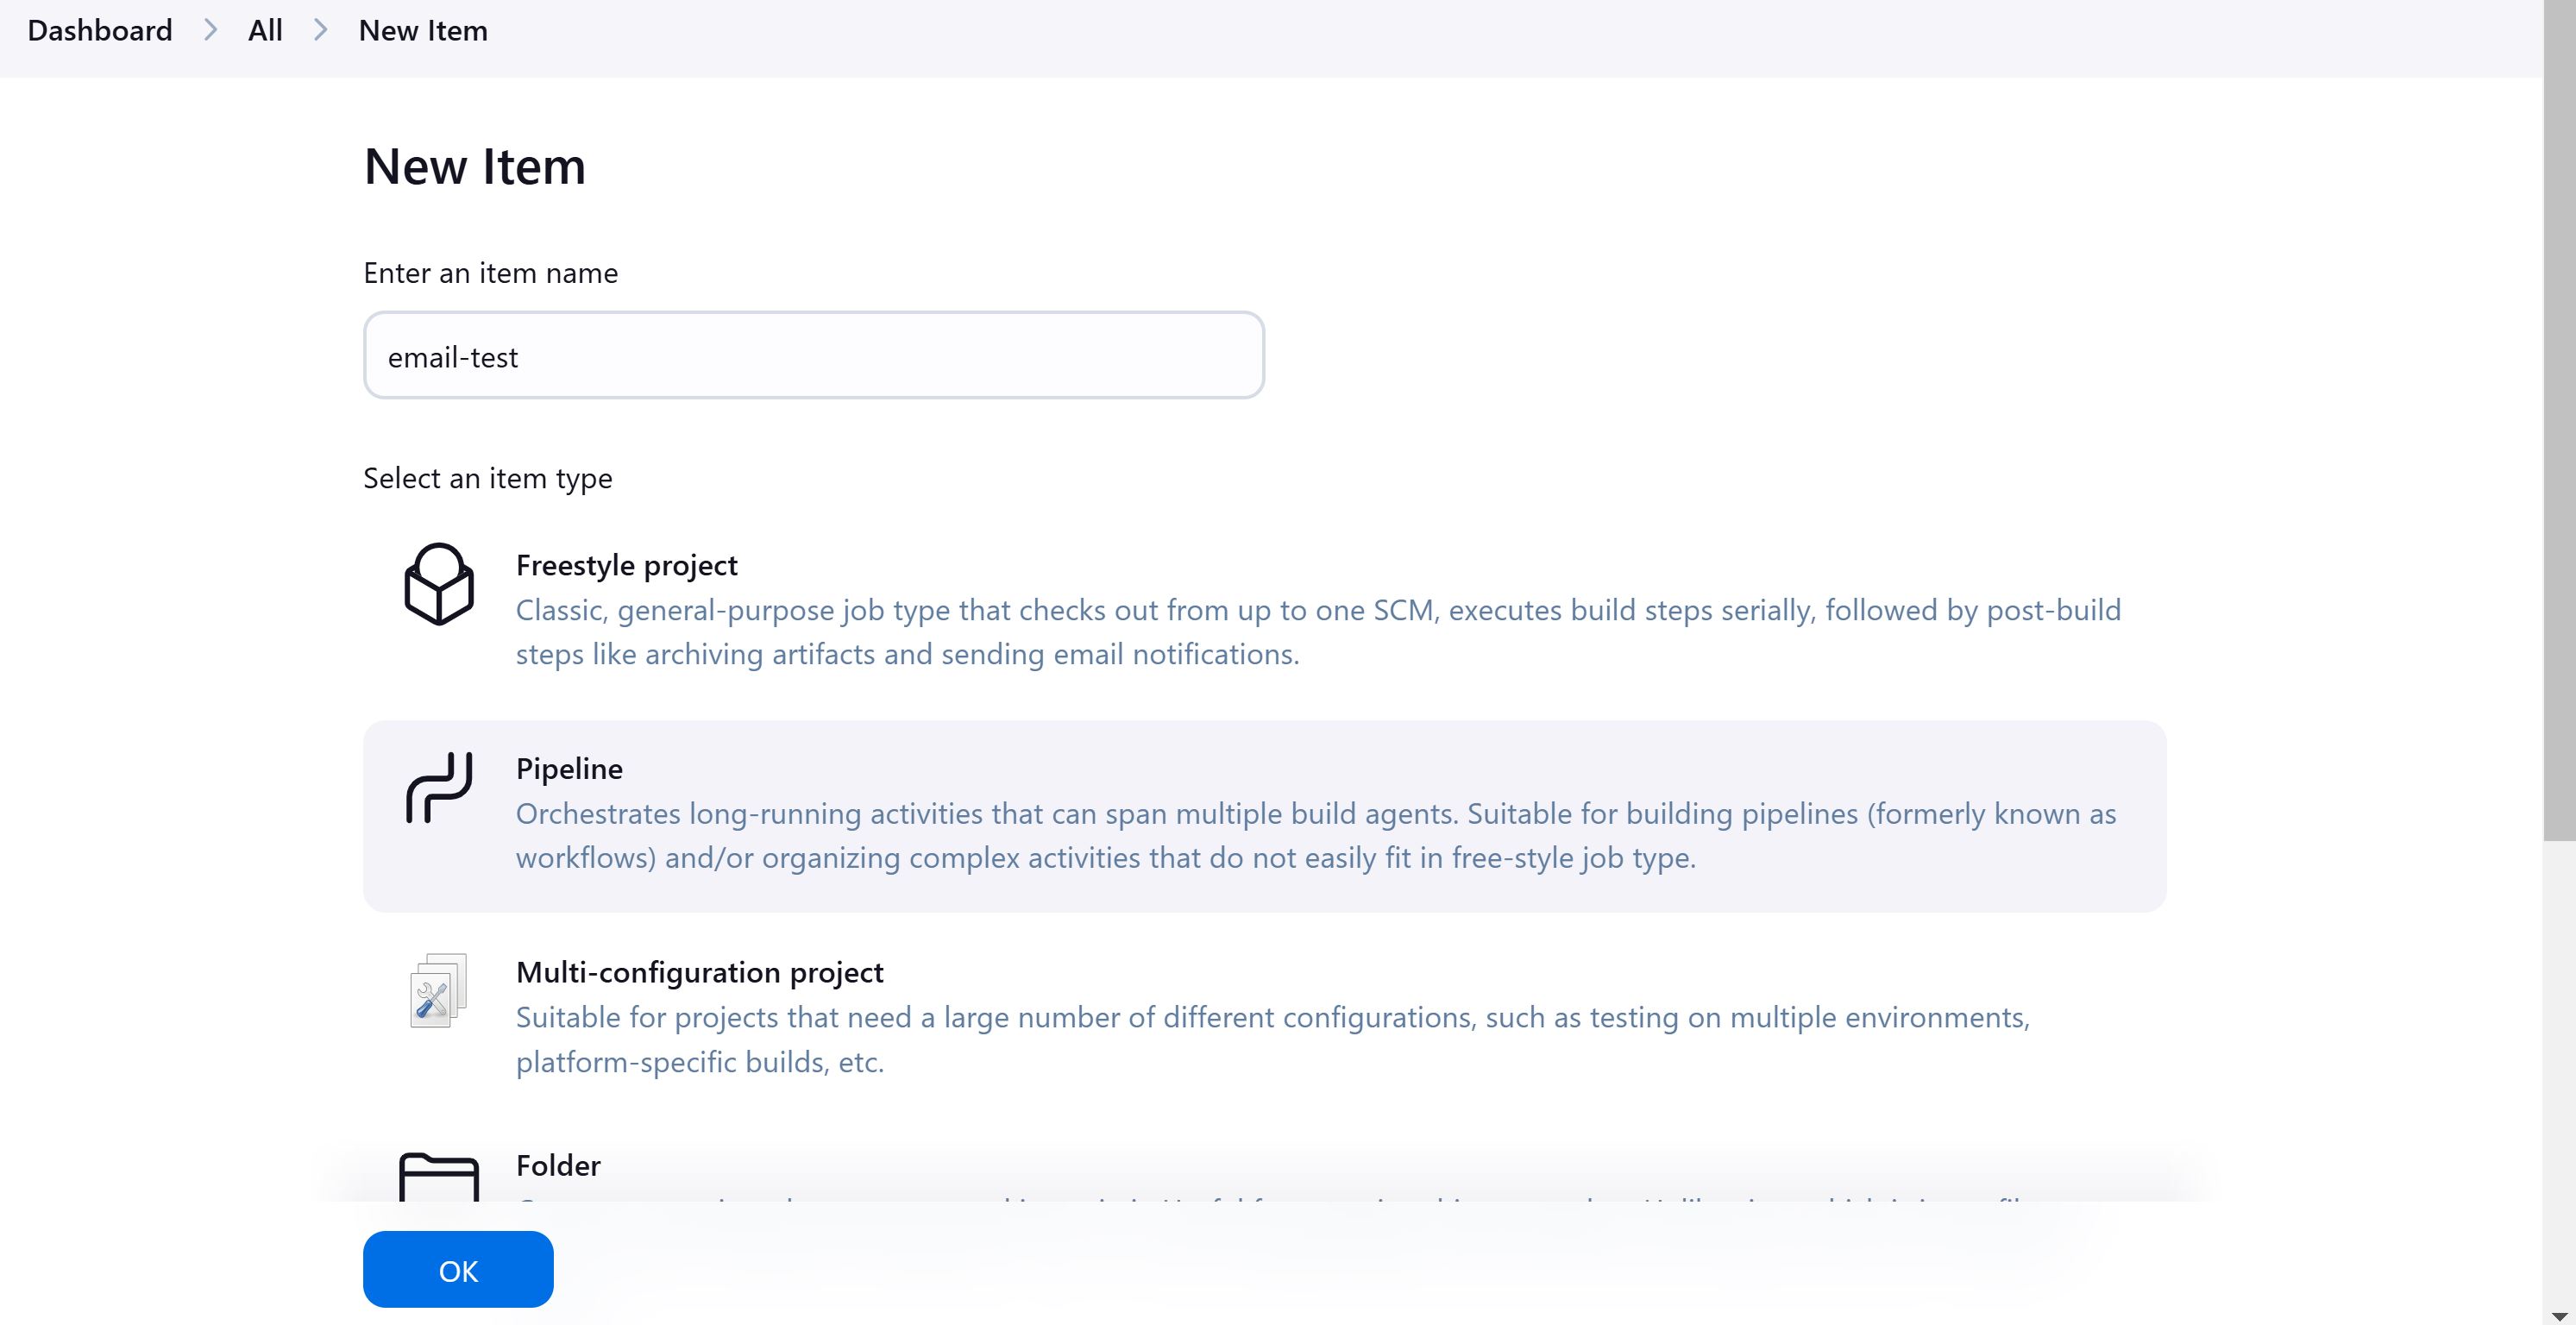 Dashboard > All > New Item
New Item
Enter an item name
email-test
Select an item type
Freestyle project
Classic, general-purpose job type that checks out from up to one SCM, executes build steps serially, followed by post-build
steps like archiving artifacts and sending email notifications.
Pipeline
Orchestrates long-running activities that can span multiple build agents. Suitable for building pipelines (formerly known as
workflows) and/or organizing complex activities that do not easily fit in free-style job type.
Multi-configuration project
Suitable for projects that need a large number of different configurations, such as testing on multiple environments,
platform-specific builds, etc.
Folder
OK